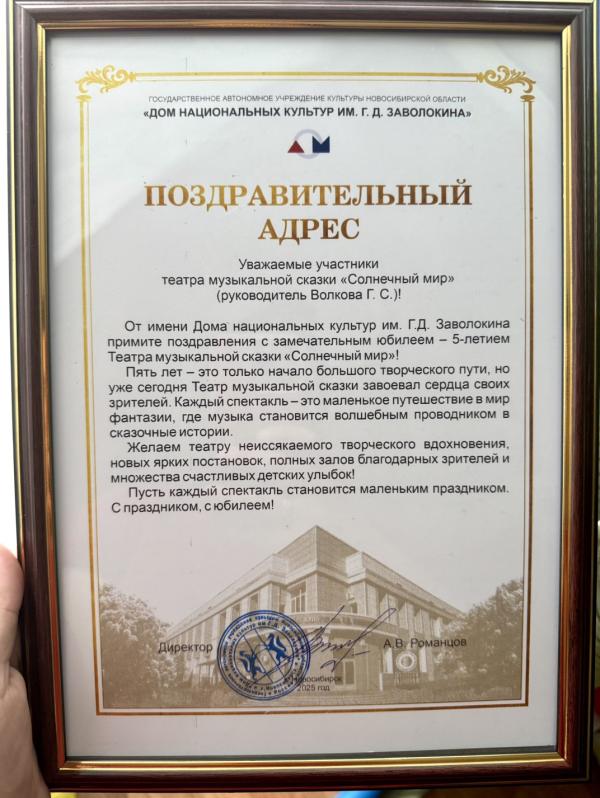 ГОСУДАРСТВЕННОЕ АВТОНОМНОЕ УЧРЕЖДЕНИЕ КУЛЬТУРЫ НОВОСИБИРСКОЙ ОБЛАСТИ
«ДОМ НАЦИОНАЛЬНЫХ КУЛЬТУР ИМ. Г. Д. ЗАВОЛОКИНА»
ПОЗДРАВИТЕЛЬНЫЙ
АДРЕС
Уважаемые участники
театра музыкальной сказки «Солнечный мир»
(руководитель Волкова Г. С.)!
От имени Дома национальных культур им. Г.Д. Заволокина
примите поздравления с замечательным юбилеем – 5-летием
Театра музыкальной сказки «Солнечный мир»!
Пять лет – это только начало большого творческого пути, но
уже сегодня Театр музыкальной сказки завоевал сердца своих
зрителей. Каждый спектакль – это маленькое путешествие в мир
фантазии, где музыка становится волшебным проводником в
сказочные истории.
Желаем театру неиссякаемого творческого вдохновения,
новых ярких постановок, полных залов благодарных зрителей и
множества счастливых детских улыбок!
Пусть каждый спектакль становится маленьким праздником.
С праздником, с юбилеем!
Директор
А.В. Романцов
Новосибирск
2025 год